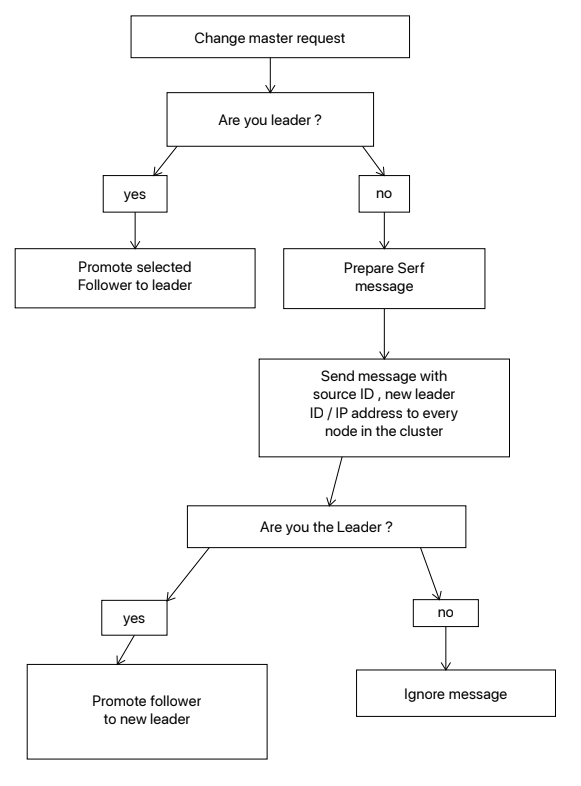 Change master request
Are you leader ?
yes
no
Promote selected
Follower to leader
Prepare Serf
message
Send message with
source ID , new leader
ID / IP address to every
node in the cluster
Are you the Leader ?
yes
no
Promote follower
to new leader
Ignore message